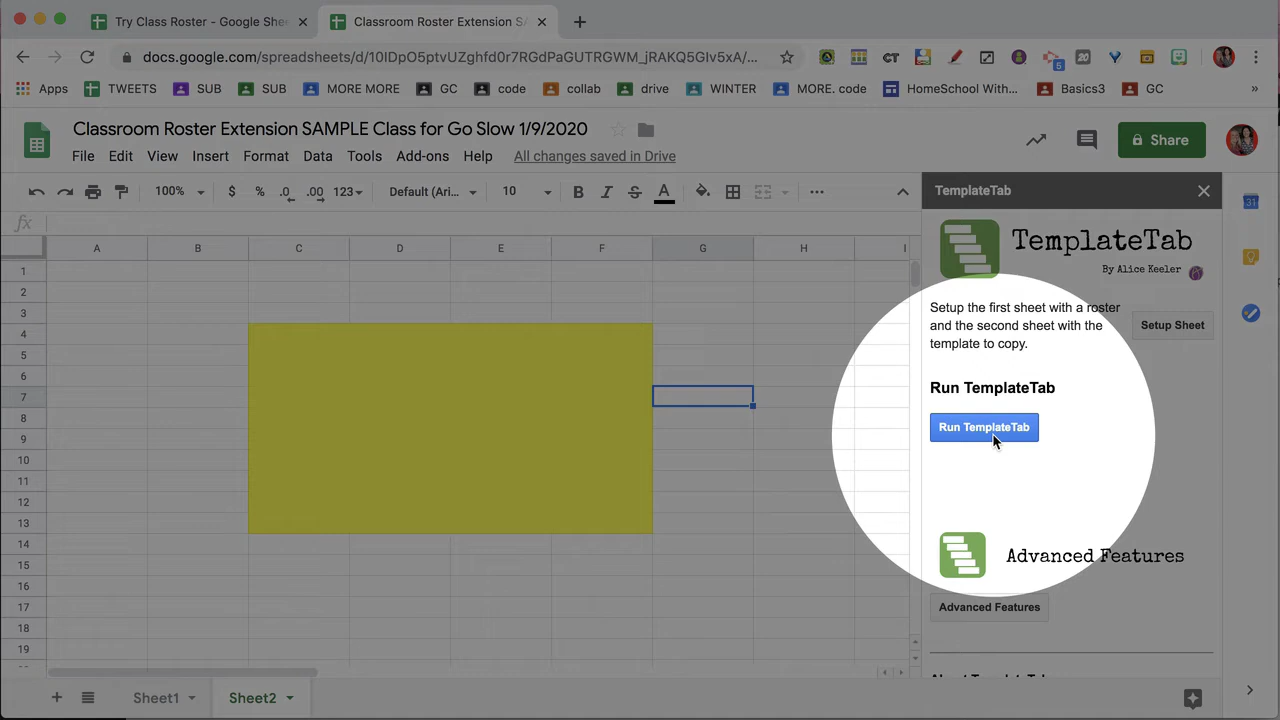 Try Class Roster - Google She
Classroom Roster Extension SA
docs.google.com/spreadsheets/d/10IDpO5ptvUZghfd0r7RGdPaGUTRGWM_jRAKQ5GIv5xA/...
Apps TWEETS SUB SUB MORE MORE GC code collab drive WINTER MORE. code HomeSchool With... Basics3 GC »
Classroom Roster Extension SAMPLE Class for Go Slow 1/9/2020
Share
File Edit View Insert Format Data Tools Add-ons Help All changes saved in Drive
100% $ % .0 .00 123 Default (Ari... 10 B I S A
TemplateTab
fx
A B C D E F G H I
TemplateTab
By Alice Keeler
Setup the first sheet with a roster
and the second sheet with the
template to copy.
Setup Sheet
Run TemplateTab
Run TemplateTab
Advanced Features
Advanced Features
1
2
3
4
5
6
7
8
9
10
11
12
13
14
15
16
17
18
19
Sheet1 Sheet2